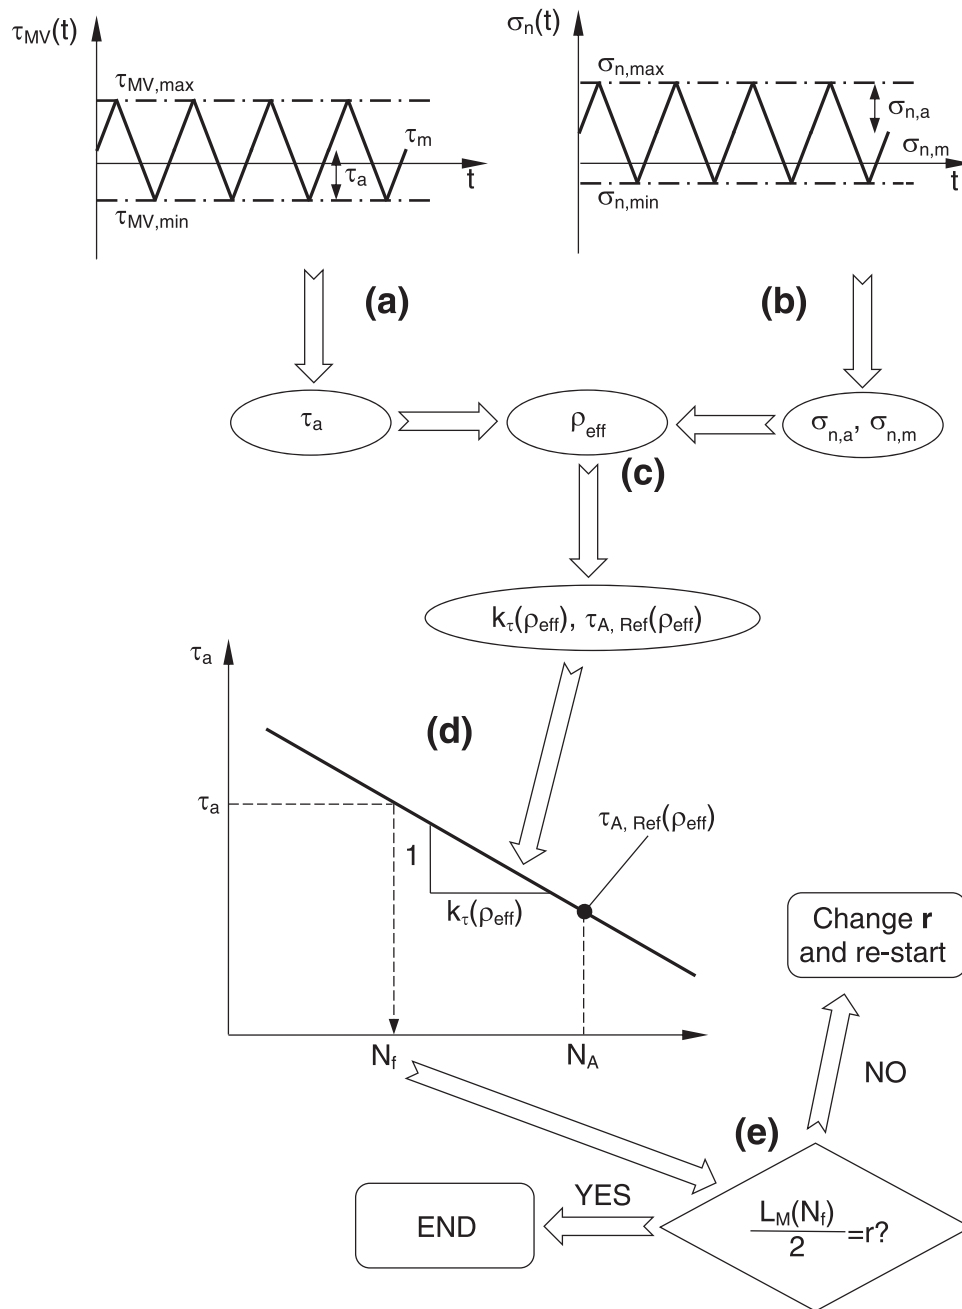 τMV(t)
τMV,max
τm
τa
t
τMV,min
σn(t)
σn,max
σn,a
σn,m
t
σn,min
(a)
(b)
τa
ρeff
σn,a, σn,m
(c)
kτ(ρeff), τA, Ref(ρeff)
τa
(d)
τa
τA, Ref(ρeff)
1
kτ(ρeff)
Change r
and re-start
Nf
NA
NO
(e)
YES
END
LM(Nf)
2
=r?